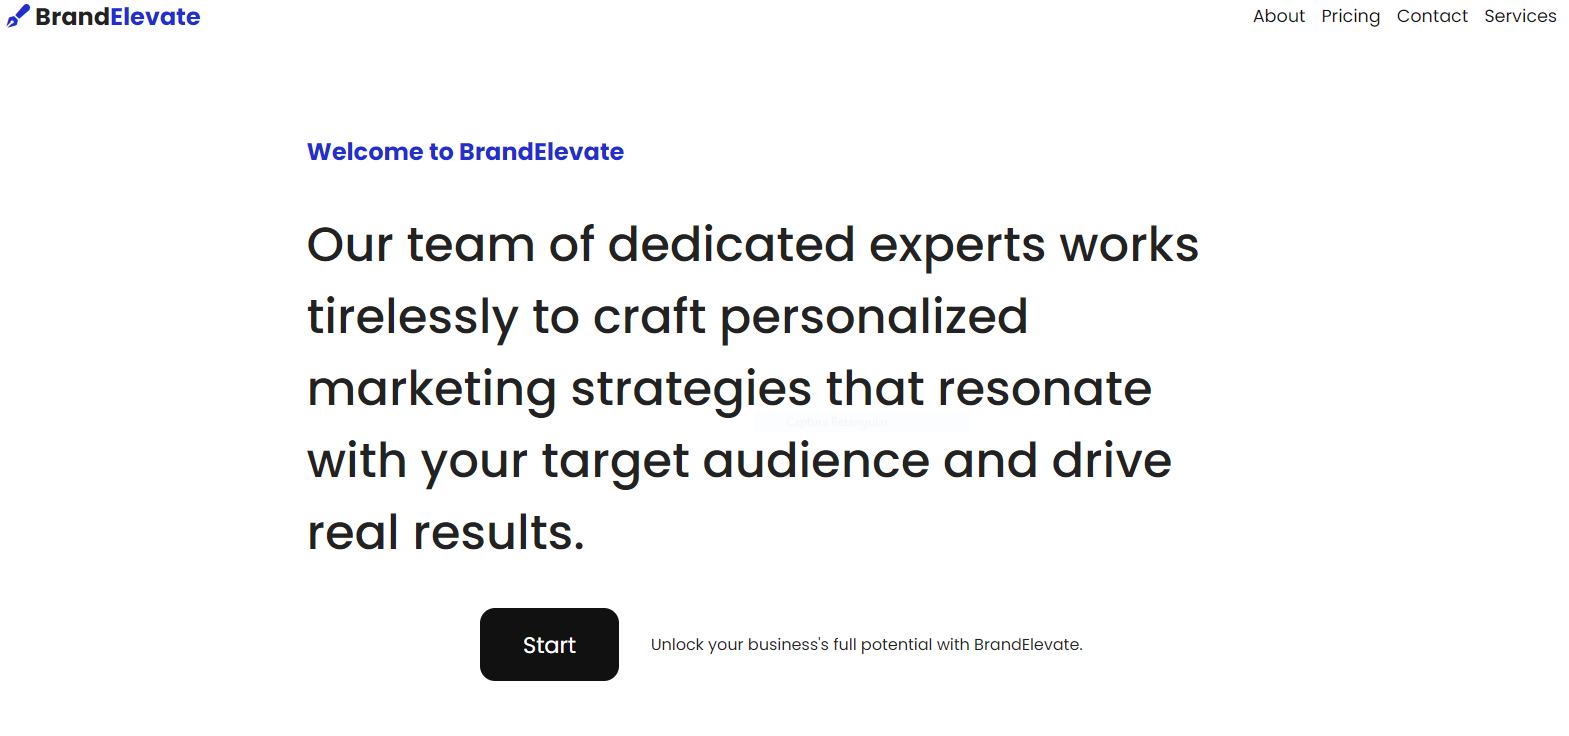 BrandElevate
About Pricing Contact Services
Welcome to BrandElevate
Our team of dedicated experts works
tirelessly to craft personalized
marketing strategies that resonate
with your target audience and drive
real results.
Start
Unlock your business's full potential with BrandElevate.